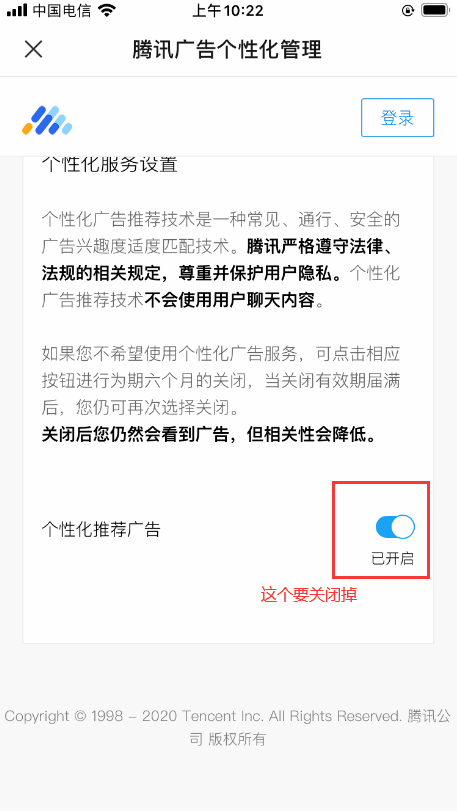 中国电信
上午10:22
腾讯广告个性化管理
登录
个性化服务设置
个性化广告推荐技术是一种常见、通行、安全的
广告兴趣度适度匹配技术。腾讯严格遵守法律、
法规的相关规定，尊重并保护用户隐私。个性化
广告推荐技术不会使用用户聊天内容。
如果您不希望使用个性化广告服务，可点击相应
按钮进行为期六个月的关闭，当关闭有效期届满
后，您仍可再次选择关闭。
关闭后您仍然会看到广告，但相关性会降低。
个性化推荐广告
已开启
这个要关闭掉
Copyright © 1998 - 2020 Tencent Inc. All Rights Reserved. 腾讯公
司 版权所有